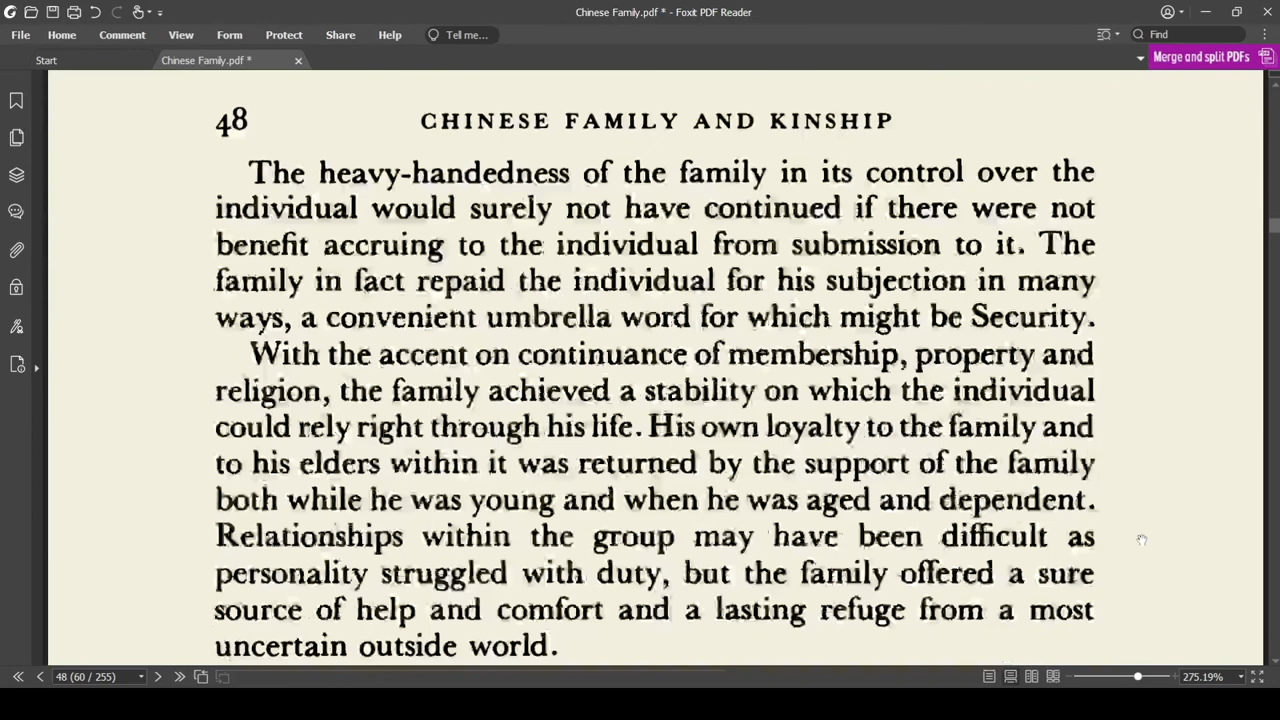 Chinese Family.pdf * - Foxit PDF Reader
File Home Comment View Form Protect Share Help Tell me... Find
Start Chinese Family.pdf * Merge and split PDFs
48 CHINESE FAMILY AND KINSHIP
The heavy-handedness of the family in its control over the
individual would surely not have continued if there were not
benefit accruing to the individual from submission to it. The
family in fact repaid the individual for his subjection in many
ways, a convenient umbrella word for which might be Security.
With the accent on continuance of membership, property and
religion, the family achieved a stability on which the individual
could rely right through his life. His own loyalty to the family and
to his elders within it was returned by the support of the family
both while he was young and when he was aged and dependent.
Relationships within the group may have been difficult as
personality struggled with duty, but the family offered a sure
source of help and comfort and a lasting refuge from a most
uncertain outside world.
48 (60 / 255) 275.19%